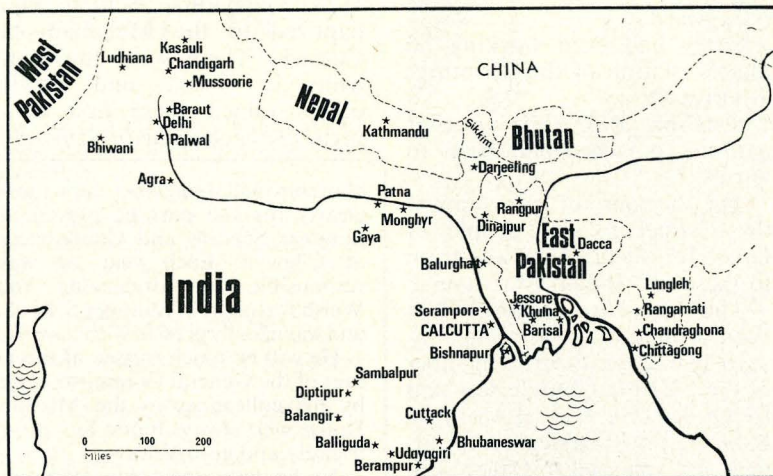 West
Pakistan
Ludhiana
Kasauli
Chandigarh
Mussoorie
Baraut
Delhi
Palwal
Bhiwani
Agra
Nepal
Kathmandu
CHINA
Sikkim
Bhutan
Darjeeling
Patna
Monghyr
Gaya
Rangpur
Dinajpur
East
Pakistan
Dacca
Balurghat
India
Serampore
CALCUTTA
Bishnapur
Jessore
Khulna
Barisal
Lungleh
Rangamati
Chandraghona
Chittagong
Sambalpur
Diptipur
Balangir
Cuttack
Balliguda
Udayagiri
Bhubaneswar
Berampur
0 100 200
Miles